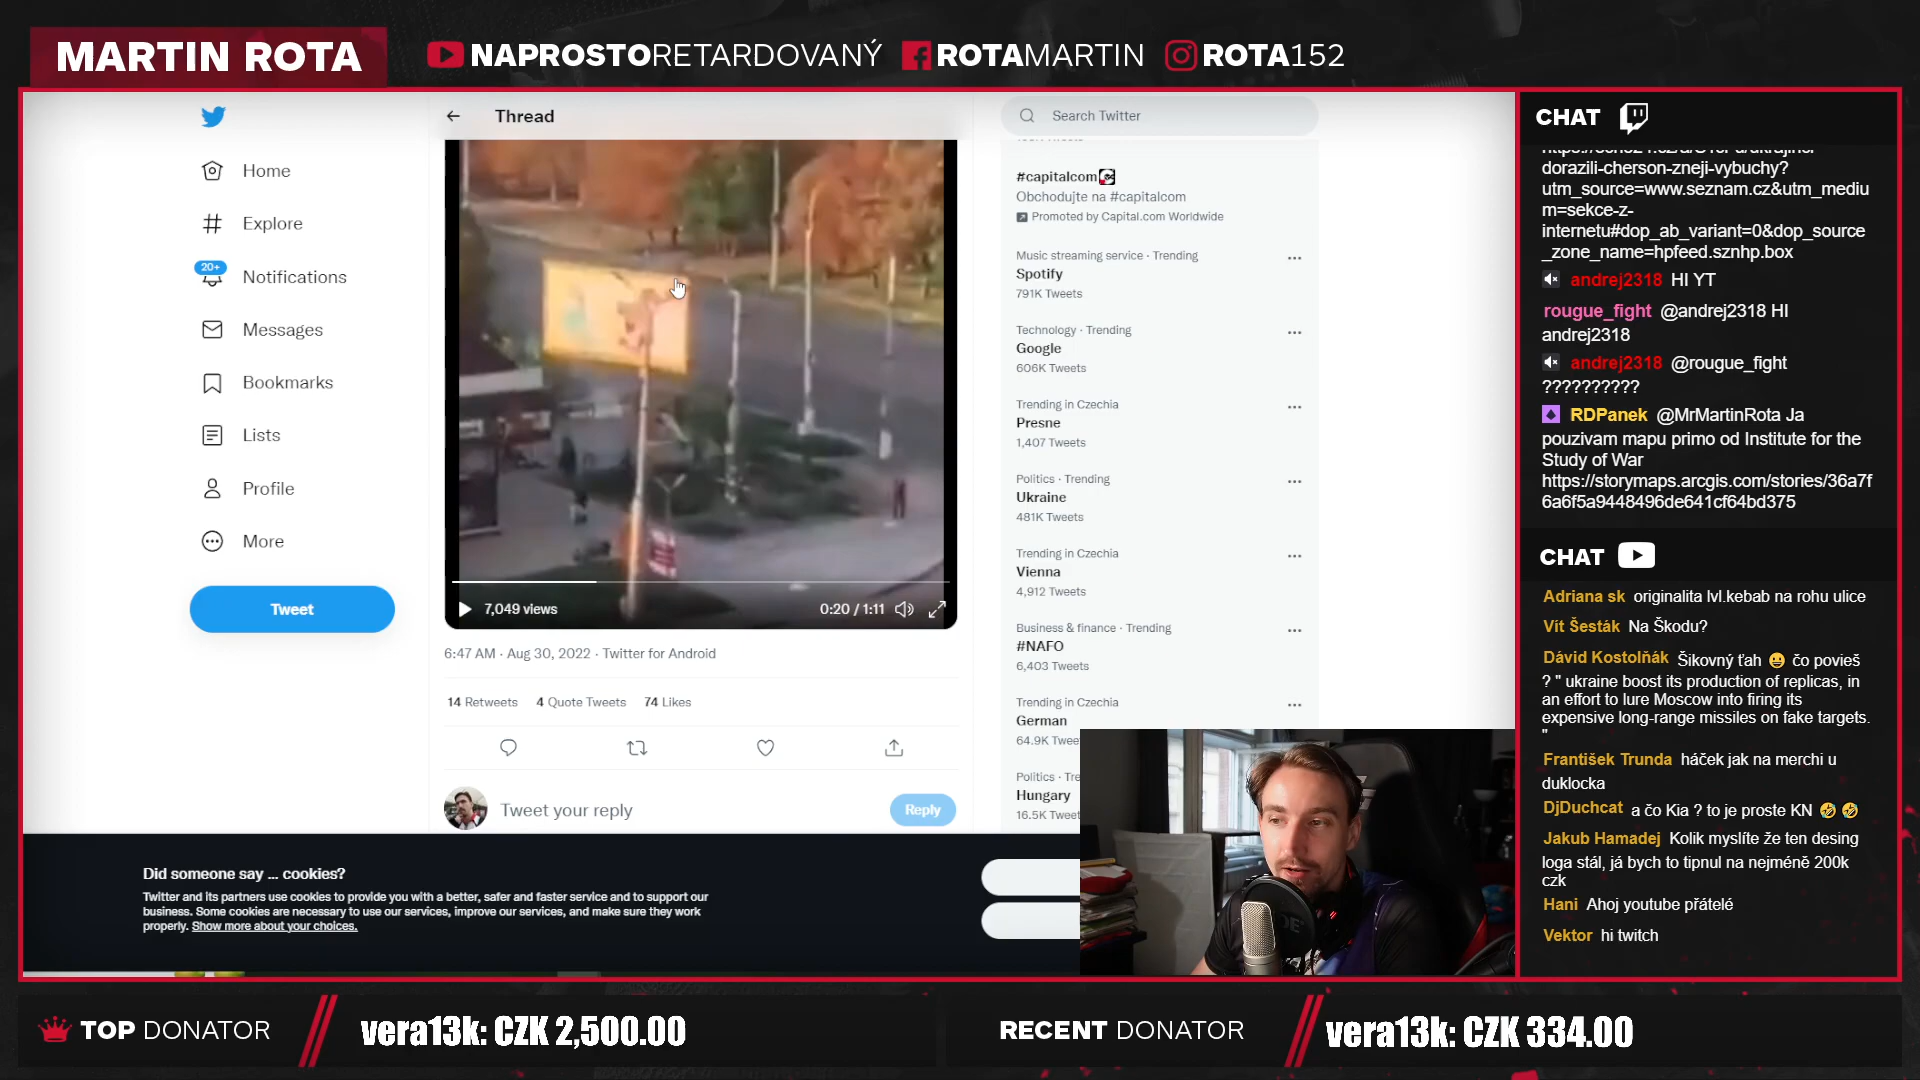 MARTIN ROTA
NAPROSTORETARDOVANÝ
ROTAMARTIN
ROTA152
Home
Explore
20+
Notifications
Messages
Bookmarks
Lists
Profile
More
Tweet
Thread
7,049 views
0:20 / 1:11
6:47 AM · Aug 30, 2022 · Twitter for Android
14 Retweets 4 Quote Tweets 74 Likes
Tweet your reply
Reply
Search Twitter
#capitalcom
Obchodujte na #capitalcom
Promoted by Capital.com Worldwide
Music streaming service · Trending
Spotify
791K Tweets
Technology · Trending
Google
606K Tweets
Trending in Czechia
Presne
1,407 Tweets
Politics · Trending
Ukraine
481K Tweets
Trending in Czechia
Vienna
4,912 Tweets
Business & finance · Trending
#NAFO
6,403 Tweets
Trending in Czechia
German
64.9K Twee
Politics · Tre
Hungary
16.5K Tweet
Did someone say ... cookies?
Twitter and its partners use cookies to provide you with a better, safer and faster service and to support our
business. Some cookies are necessary to use our services, improve our services, and make sure they work
properly. Show more about your choices.
CHAT
dorazili-cherson-zneji-vybuchy?
utm_source=www.seznam.cz&utm_mediu
m=sekce-z-
internetu#dop_ab_variant=0&dop_source
_zone_name=hpfeed.sznhp.box
andrej2318 HI YT
rougue_fight @andrej2318 HI
andrej2318
andrej2318 @rougue_fight
??????????
RDPanek @MrMartinRota Ja
pouzivam mapu primo od Institute for the
Study of War
https://storymaps.arcgis.com/stories/36a7f
6a6f5a9448496de641cf64bd375
CHAT
Adriana sk originalita lvl.kebab na rohu ulice
Vít Šesták Na Škodu?
Dávid Kostolňák Šikovný ťah 😀 čo povieš
? " ukraine boost its production of replicas, in
an effort to lure Moscow into firing its
expensive long-range missiles on fake targets.
"
František Trunda háček jak na merchi u
duklocka
DjDuchcat a čo Kia ? to je proste KN 🤣 🤣
Jakub Hamadej Kolik myslíte že ten desing
loga stál, já bych to tipnul na nejméně 200k
czk
Hani Ahoj youtube přátelé
Vektor hi twitch
TOP DONATOR
vera13k: CZK 2,500.00
RECENT DONATOR
vera13k: CZK 334.00